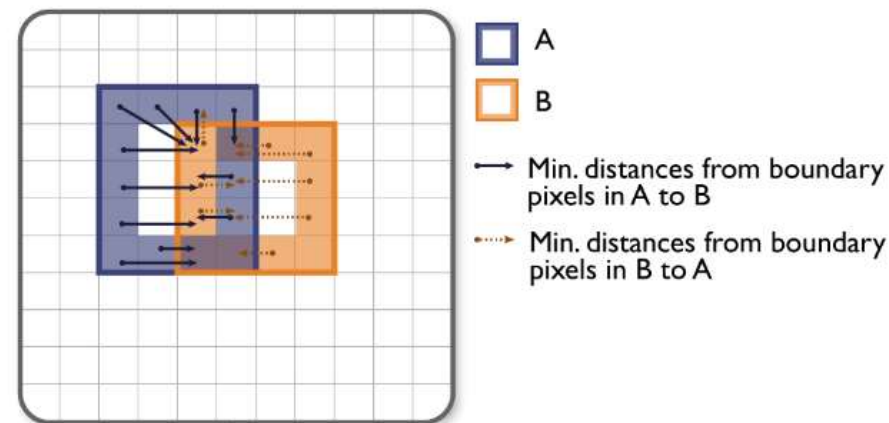 A
B
Min. distances from boundary
pixels in A to B
Min. distances from boundary
pixels in B to A